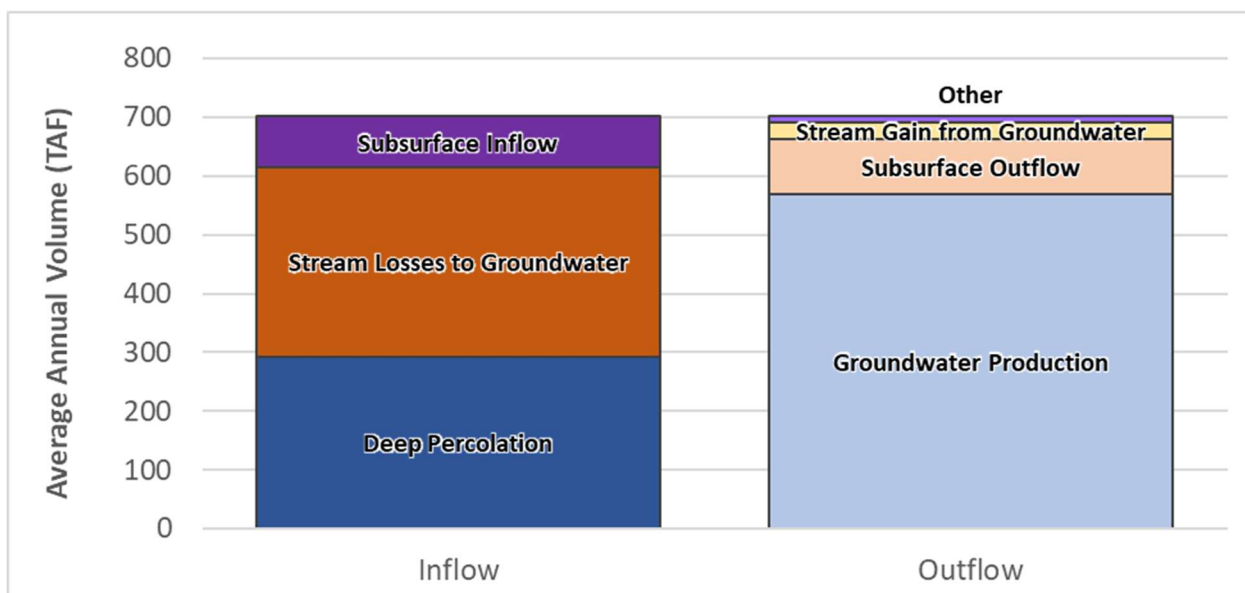 Average Annual Volume (TAF)
800
700
600
500
400
300
200
100
0
Subsurface Inflow
Stream Losses to Groundwater
Deep Percolation
Other
Stream Gain from Groundwater
Subsurface Outflow
Groundwater Production
Inflow
Outflow